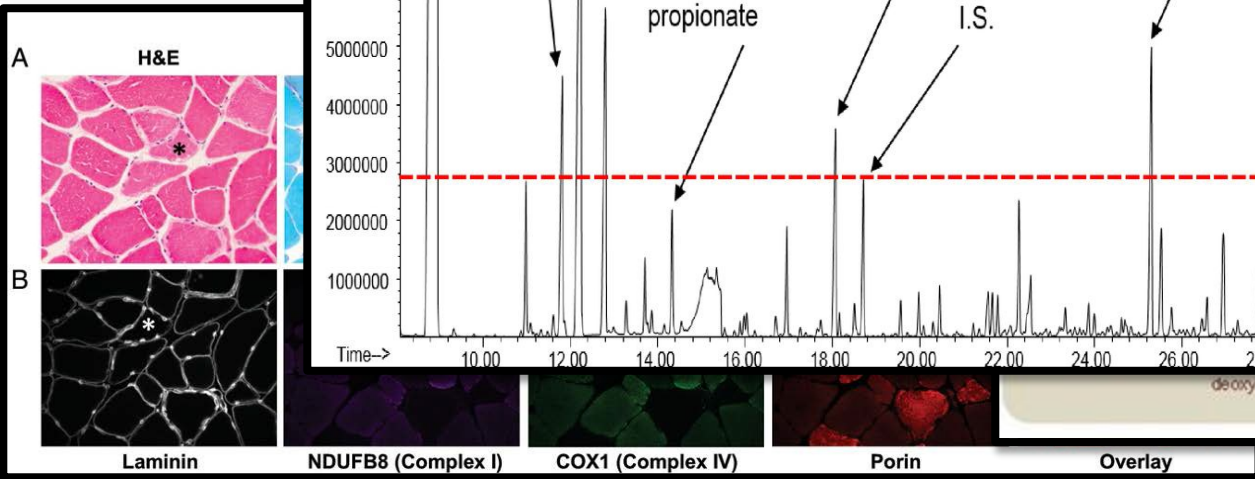 A
H&E
*
B
*
propionate
I.S.
5000000
4000000
3000000
2000000
1000000
Time-->
10.00 12.00 14.00 16.00 18.00 20.00 22.00 24.00 26.00
deoxy
Laminin
NDUFB8 (Complex I)
COX1 (Complex IV)
Porin
Overlay